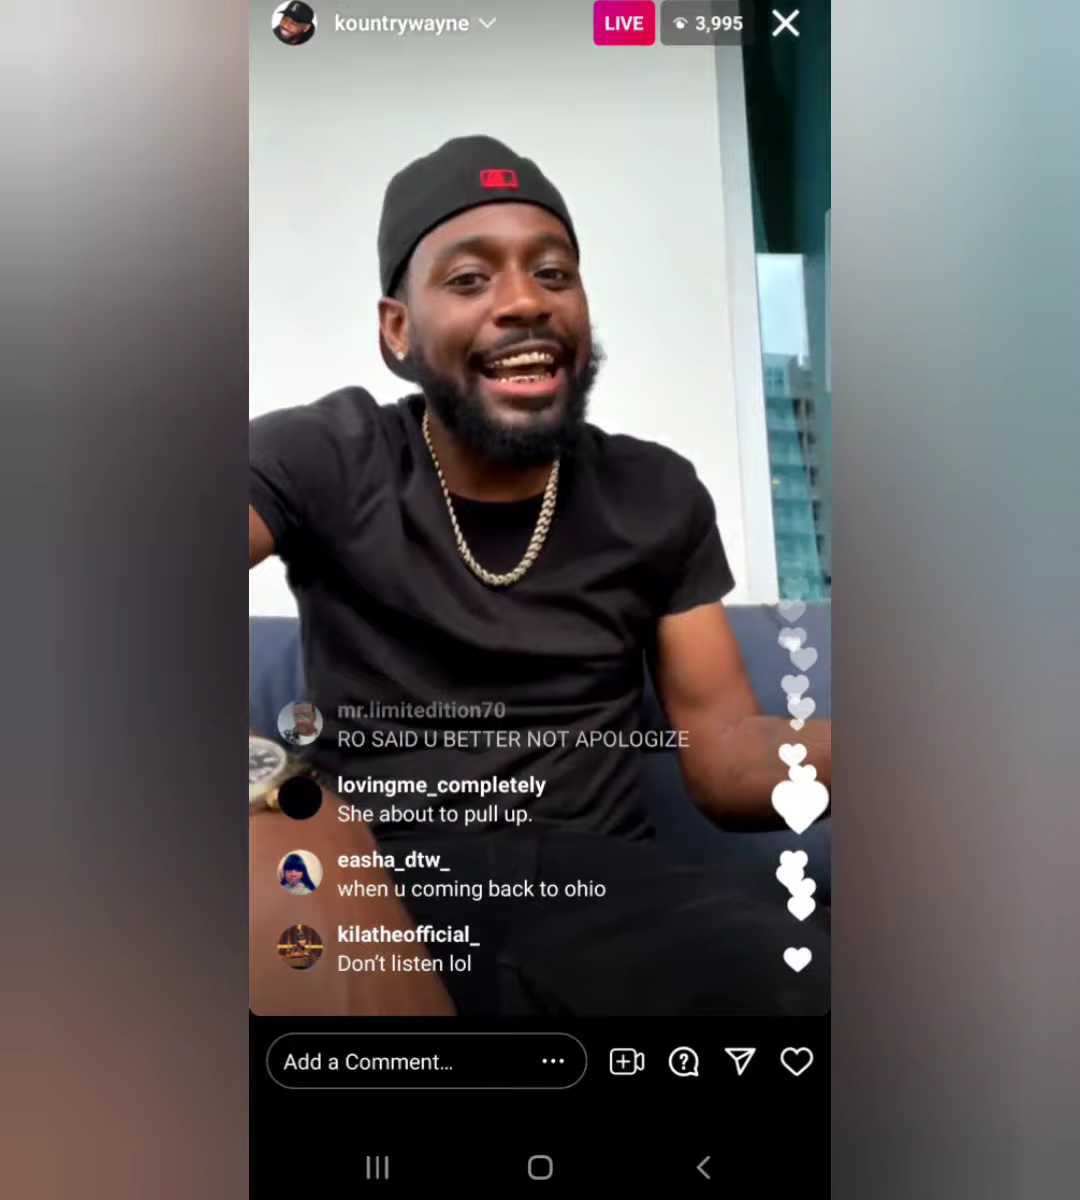 kountrywayne
LIVE
3,995
mr.limitedition70
RO SAID U BETTER NOT APOLOGIZE
lovingme_completely
She about to pull up.
easha_dtw_
when u coming back to ohio
kilatheofficial_
Don't listen lol
Add a Comment...